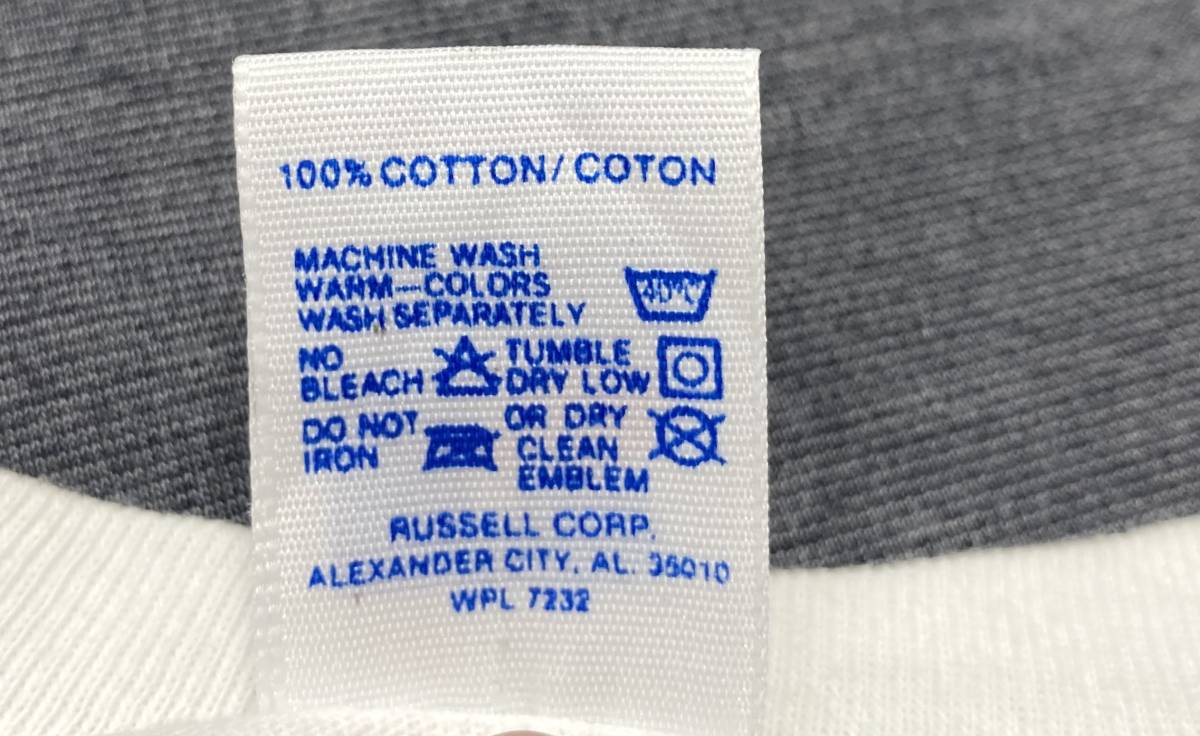 100% COTTON/COTON
MACHINE WASH
WARM—COLORS
WASH SEPARATELY
40°C
NO
BLEACH
TUMBLE
DRY LOW
DO NOT
IRON
OR DRY
CLEAN
EMBLEM
RUSSELL CORP.
ALEXANDER CITY, AL. 35010
WPL 7232